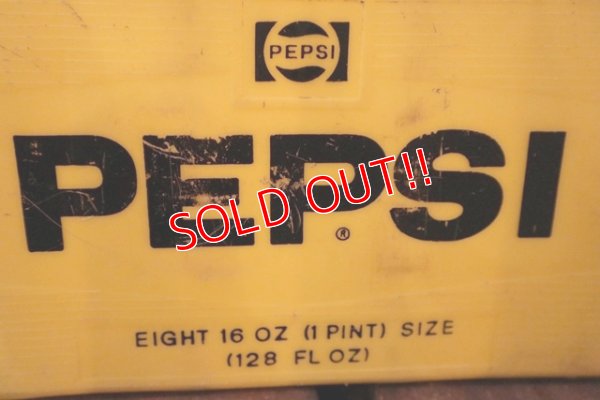 PEPSI
PEPSI®
SOLD OUT!!
EIGHT 16 OZ (1 PINT) SIZE
(128 FL OZ)